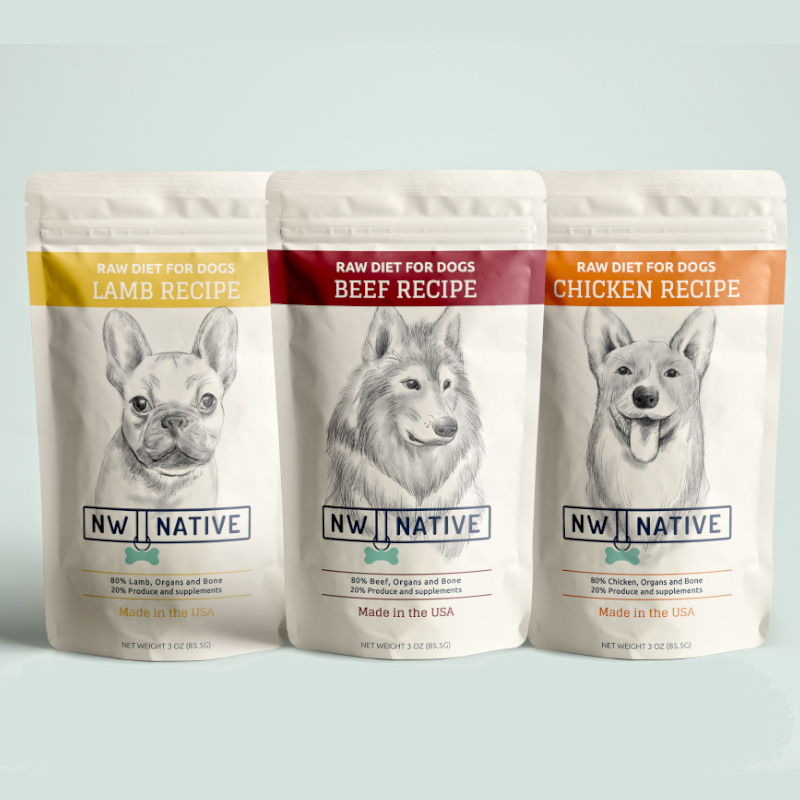 RAW DIET FOR DOGS
LAMB RECIPE
NW NATIVE
80% Lamb, Organs and Bone
20% Produce and supplements
Made in the USA
NET WEIGHT 3 OZ (85.5G)
RAW DIET FOR DOGS
BEEF RECIPE
NW NATIVE
80% Beef, Organs and Bone
20% Produce and supplements
Made in the USA
NET WEIGHT 3 OZ (85.5G)
RAW DIET FOR DOGS
CHICKEN RECIPE
NW NATIVE
80% Chicken, Organs and Bone
20% Produce and supplements
Made in the USA
NET WEIGHT 3 OZ (85.5G)